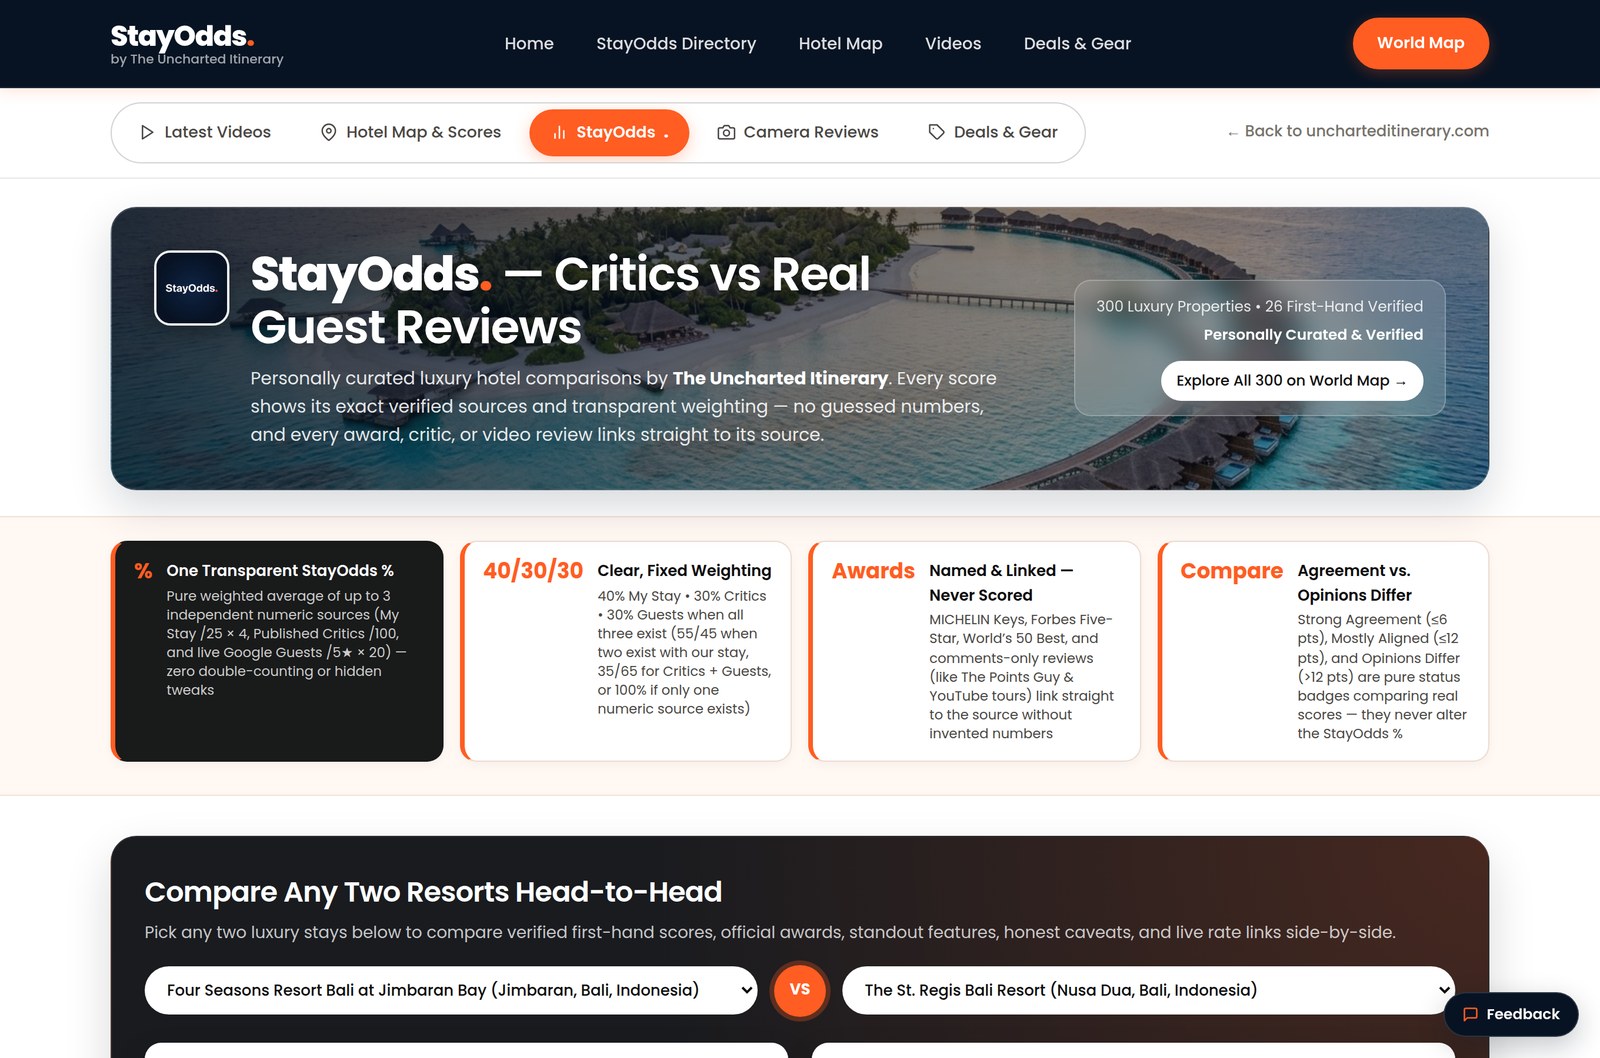 StayOdds.
by The Uncharted Itinerary
Home
StayOdds Directory
Hotel Map
Videos
Deals & Gear
World Map
Latest Videos
Hotel Map & Scores
StayOdds .
Camera Reviews
Deals & Gear
← Back to uncharteditinerary.com
StayOdds.
StayOdds. — Critics vs Real
Guest Reviews
Personally curated luxury hotel comparisons by The Uncharted Itinerary. Every score
shows its exact verified sources and transparent weighting — no guessed numbers,
and every award, critic, or video review links straight to its source.
300 Luxury Properties • 26 First-Hand Verified
Personally Curated & Verified
Explore All 300 on World Map →
%
One Transparent StayOdds %
Pure weighted average of up to 3
independent numeric sources (My
Stay /25 × 4, Published Critics /100,
and live Google Guests /5★ × 20) —
zero double-counting or hidden
tweaks
40/30/30
Clear, Fixed Weighting
40% My Stay • 30% Critics
• 30% Guests when all
three exist (55/45 when
two exist with our stay,
35/65 for Critics + Guests,
or 100% if only one
numeric source exists)
Awards
Named & Linked —
Never Scored
MICHELIN Keys, Forbes Five-
Star, World's 50 Best, and
comments-only reviews
(like The Points Guy &
YouTube tours) link straight
to the source without
invented numbers
Compare
Agreement vs.
Opinions Differ
Strong Agreement (≤6
pts), Mostly Aligned (≤12
pts), and Opinions Differ
(>12 pts) are pure status
badges comparing real
scores — they never alter
the StayOdds %
Compare Any Two Resorts Head-to-Head
Pick any two luxury stays below to compare verified first-hand scores, official awards, standout features, honest caveats, and live rate links side-by-side.
Four Seasons Resort Bali at Jimbaran Bay (Jimbaran, Bali, Indonesia)
VS
The St. Regis Bali Resort (Nusa Dua, Bali, Indonesia)
Feedback